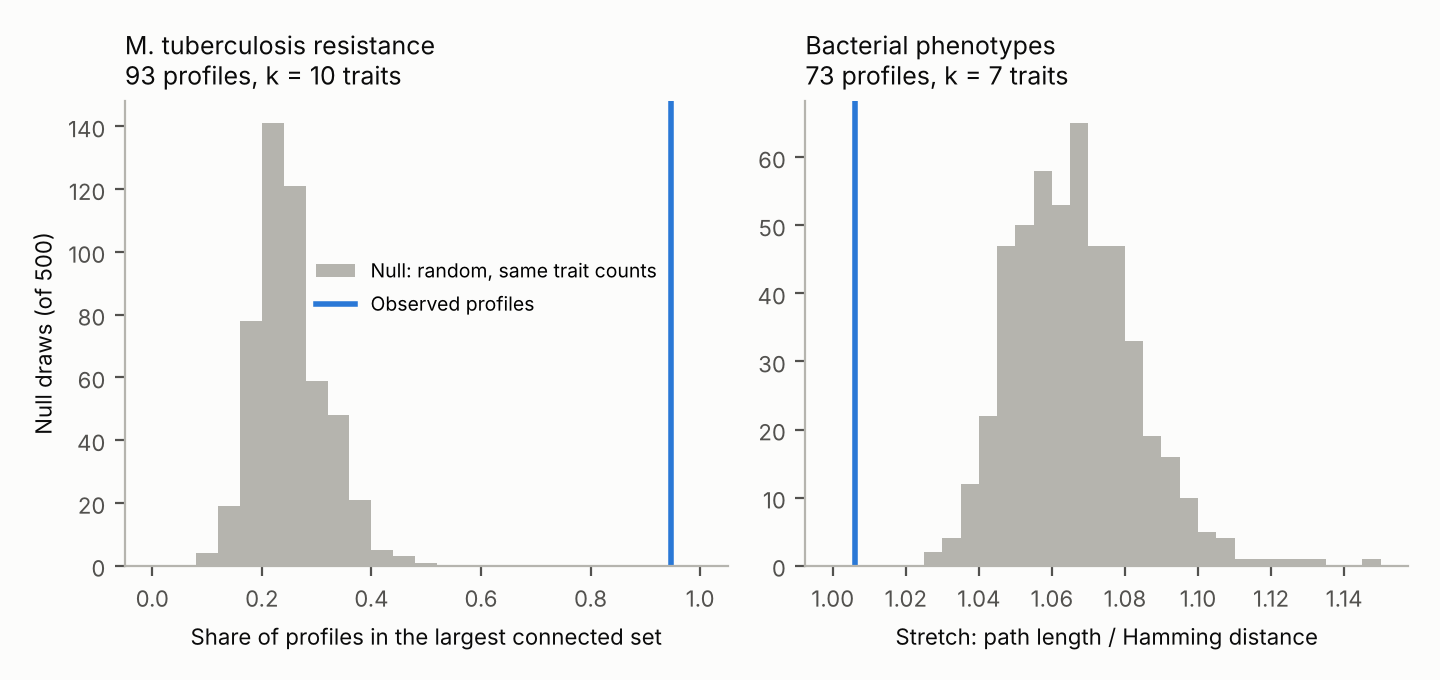 M. tuberculosis resistance
93 profiles, k = 10 traits
Null draws (of 500)
140
120
100
80
60
40
20
0
Null: random, same trait counts
Observed profiles
0.0 0.2 0.4 0.6 0.8 1.0
Share of profiles in the largest connected set
Bacterial phenotypes
73 profiles, k = 7 traits
60
50
40
30
20
10
0
1.00 1.02 1.04 1.06 1.08 1.10 1.12 1.14
Stretch: path length / Hamming distance